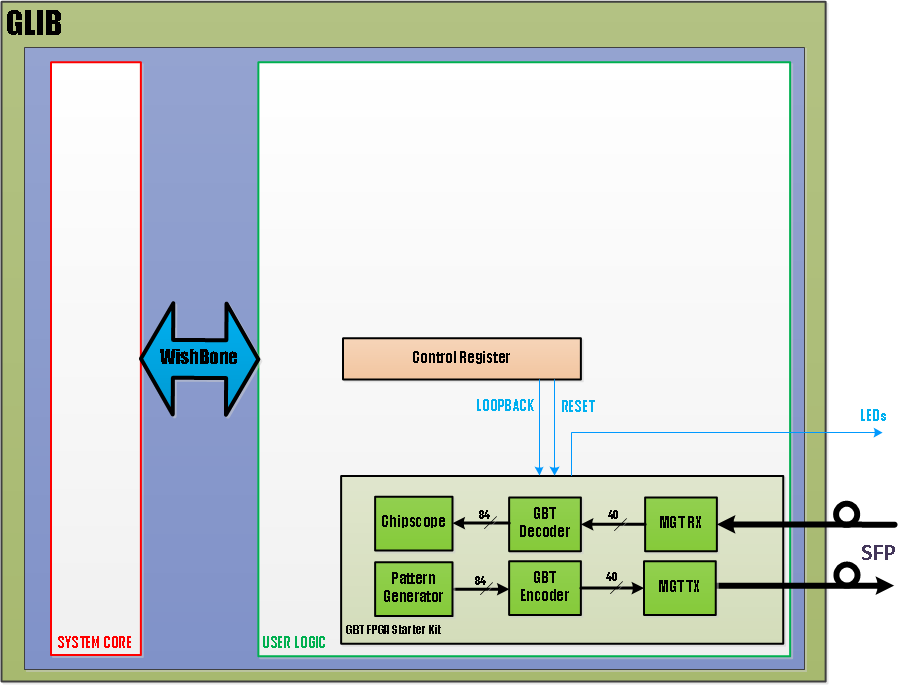 GLIB
WishBone
Control Register
LOOPBACK
RESET
LEDs
Chipscope
84
GBT
Decoder
40
MGT RX
SFP
Pattern
Generator
84
GBT
Encoder
40
MGT TX
GBT FPGA Starter Kit
SYSTEM CORE
USER LOGIC